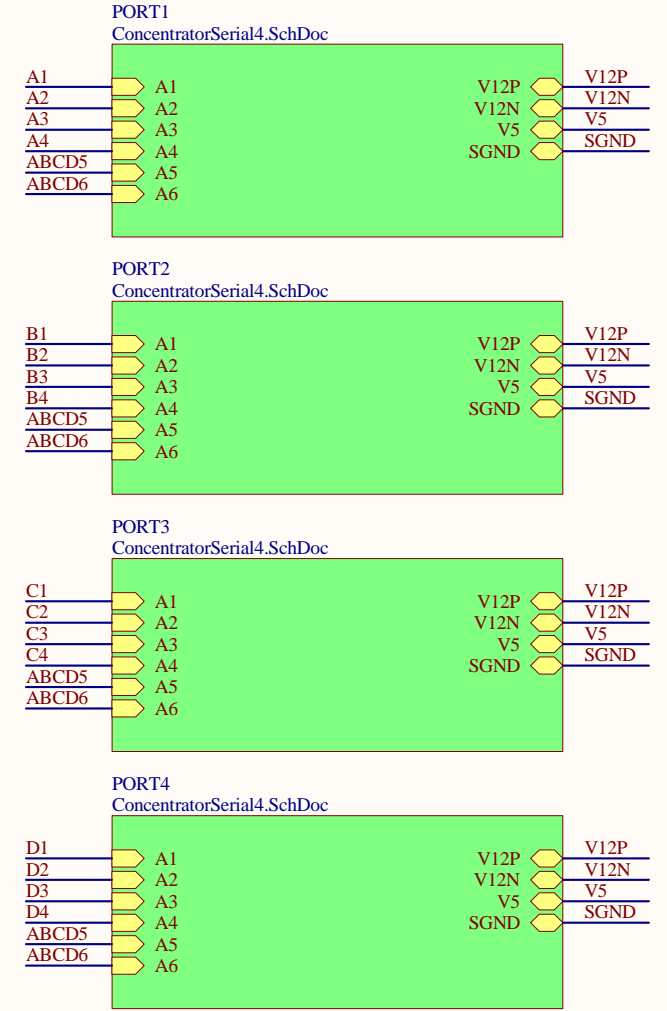 PORT1
ConcentratorSerial4.SchDoc
A1 A1 V12P V12P
A2 A2 V12N V12N
A3 A3 V5 V5
A4 A4 SGND SGND
ABCD5 A5
ABCD6 A6
PORT2
ConcentratorSerial4.SchDoc
B1 A1 V12P V12P
B2 A2 V12N V12N
B3 A3 V5 V5
B4 A4 SGND SGND
ABCD5 A5
ABCD6 A6
PORT3
ConcentratorSerial4.SchDoc
C1 A1 V12P V12P
C2 A2 V12N V12N
C3 A3 V5 V5
C4 A4 SGND SGND
ABCD5 A5
ABCD6 A6
PORT4
ConcentratorSerial4.SchDoc
D1 A1 V12P V12P
D2 A2 V12N V12N
D3 A3 V5 V5
D4 A4 SGND SGND
ABCD5 A5
ABCD6 A6